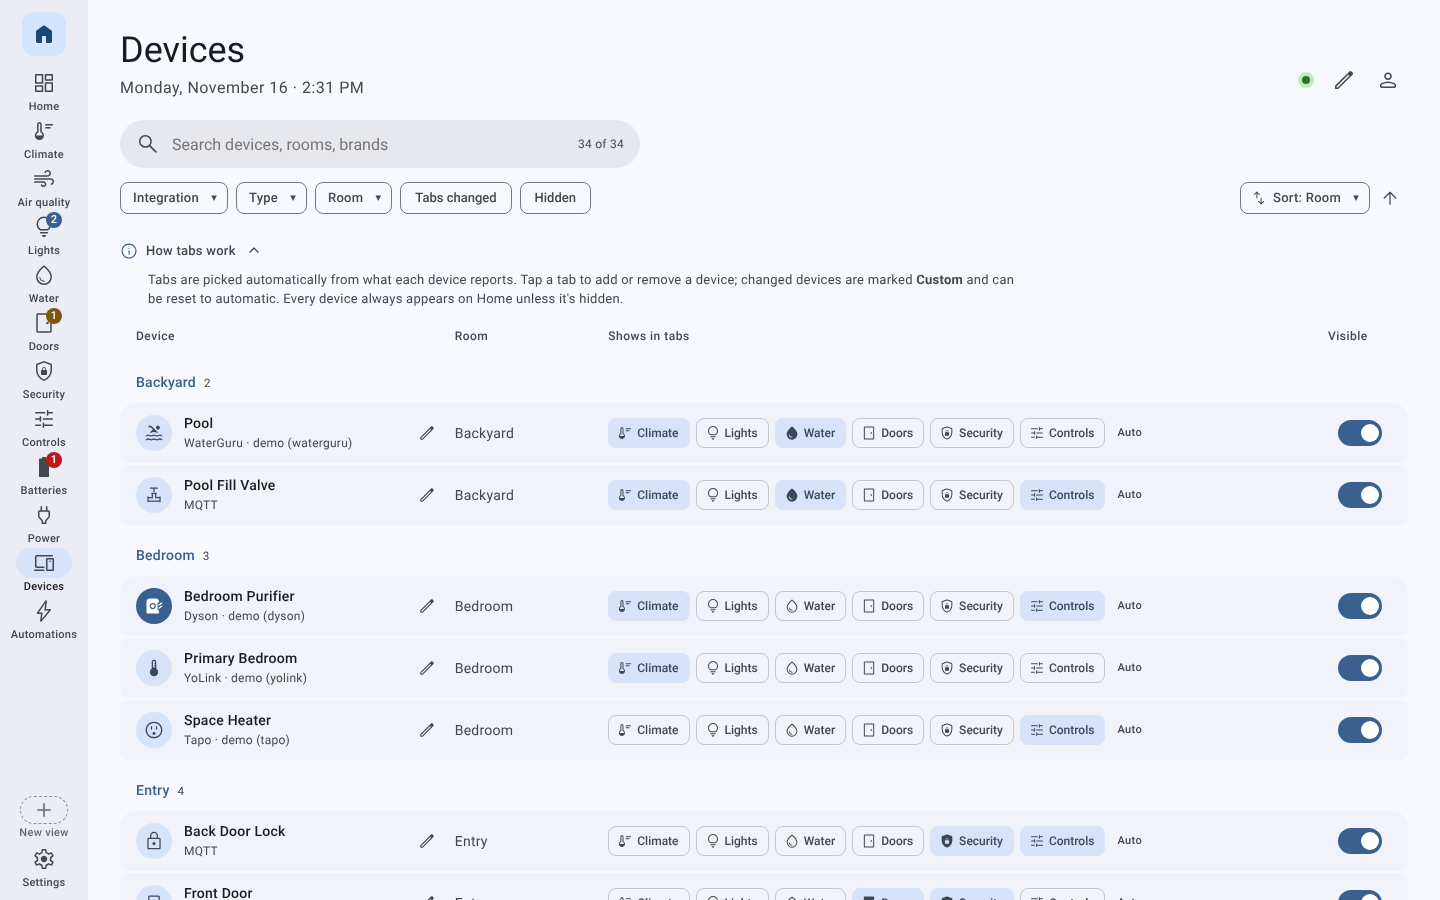 Devices
Monday, November 16 · 2:31 PM
Search devices, rooms, brands
34 of 34
Integration
Type
Room
Tabs changed
Hidden
Sort: Room
How tabs work
Tabs are picked automatically from what each device reports. Tap a tab to add or remove a device; changed devices are marked Custom and can
be reset to automatic. Every device always appears on Home unless it's hidden.
Device Room Shows in tabs Visible
Backyard 2
Pool
WaterGuru · demo (waterguru)
Backyard
Climate Lights Water Doors Security Controls Auto
Pool Fill Valve
MQTT
Backyard
Climate Lights Water Doors Security Controls Auto
Bedroom 3
Bedroom Purifier
Dyson · demo (dyson)
Bedroom
Climate Lights Water Doors Security Controls Auto
Primary Bedroom
YoLink · demo (yolink)
Bedroom
Climate Lights Water Doors Security Controls Auto
Space Heater
Tapo · demo (tapo)
Bedroom
Climate Lights Water Doors Security Controls Auto
Entry 4
Back Door Lock
MQTT
Entry
Climate Lights Water Doors Security Controls Auto
Front Door
Home
Climate
Air quality
2
Lights
Water
1
Doors
Security
Controls
1
Batteries
Power
Devices
Automations
New view
Settings